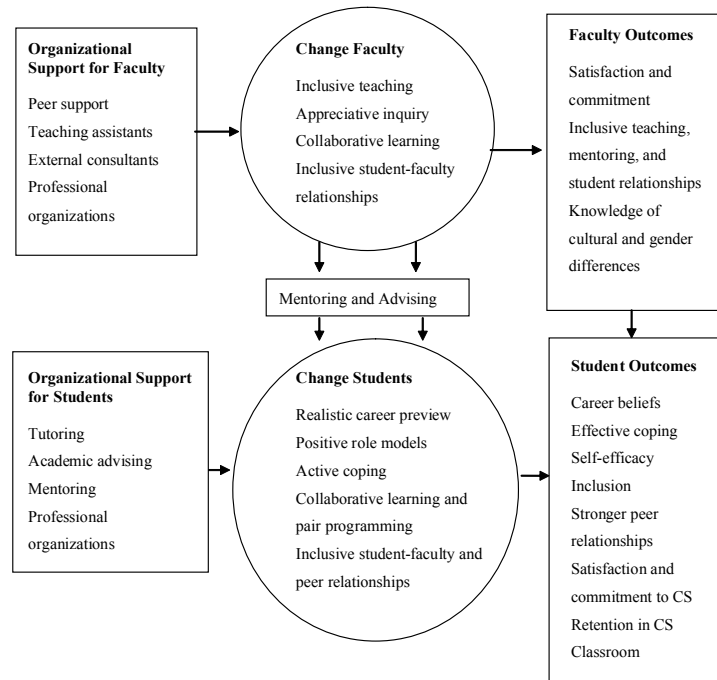 Organizational
Support for Faculty
Peer support
Teaching assistants
External consultants
Professional
organizations
Change Faculty
Inclusive teaching
Appreciative inquiry
Collaborative learning
Inclusive student-faculty
relationships
Faculty Outcomes
Satisfaction and
commitment
Inclusive teaching,
mentoring, and
student relationships
Knowledge of
cultural and gender
differences
Mentoring and Advising
Organizational Support
for Students
Tutoring
Academic advising
Mentoring
Professional
organizations
Change Students
Realistic career preview
Positive role models
Active coping
Collaborative learning and
pair programming
Inclusive student-faculty and
peer relationships
Student Outcomes
Career beliefs
Effective coping
Self-efficacy
Inclusion
Stronger peer
relationships
Satisfaction and
commitment to CS
Retention in CS
Classroom